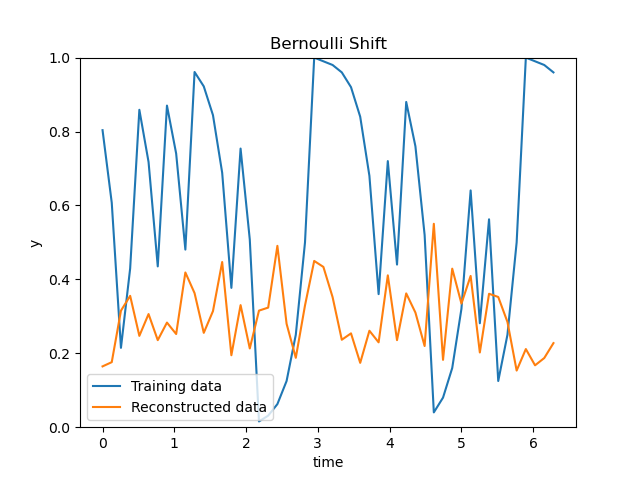 Bernoulli Shift
1.0
0.8
0.6
0.4
0.2
0.0
y
Training data
Reconstructed data
0 1 2 3 4 5 6
time